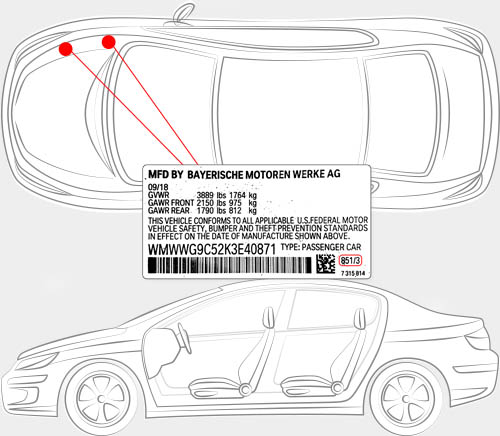 MFD BY BAYERISCHE MOTOREN WERKE AG
09/18
GVWR 3889 lbs 1764 kg
GAWR FRONT 2150 lbs 975 kg
GAWR REAR 1790 lbs 812 kg
THIS VEHICLE CONFORMS TO ALL APPLICABLE U.S.FEDERAL MOTOR
VEHICLE SAFETY, BUMPER AND THEFT PREVENTION STANDARDS
IN EFFECT ON THE DATE OF MANUFACTURE SHOWN ABOVE.
WMWWG9C52K3E40871 TYPE: PASSENGER CAR
851/3
7 315 814